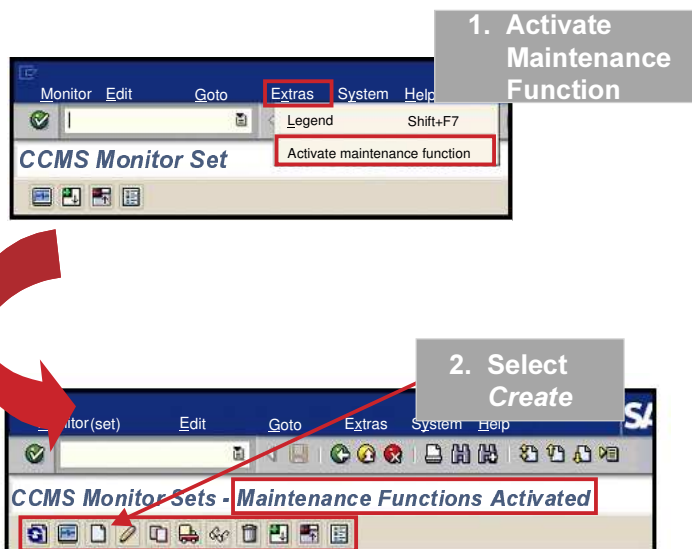 1. Activate
Maintenance
Function
Monitor Edit Goto Extras System Help
Legend Shift+F7
Activate maintenance function
CCMS Monitor Set
2. Select
Create
(set) Edit Goto Extras System Help
CCMS Monitor Sets - Maintenance Functions Activated